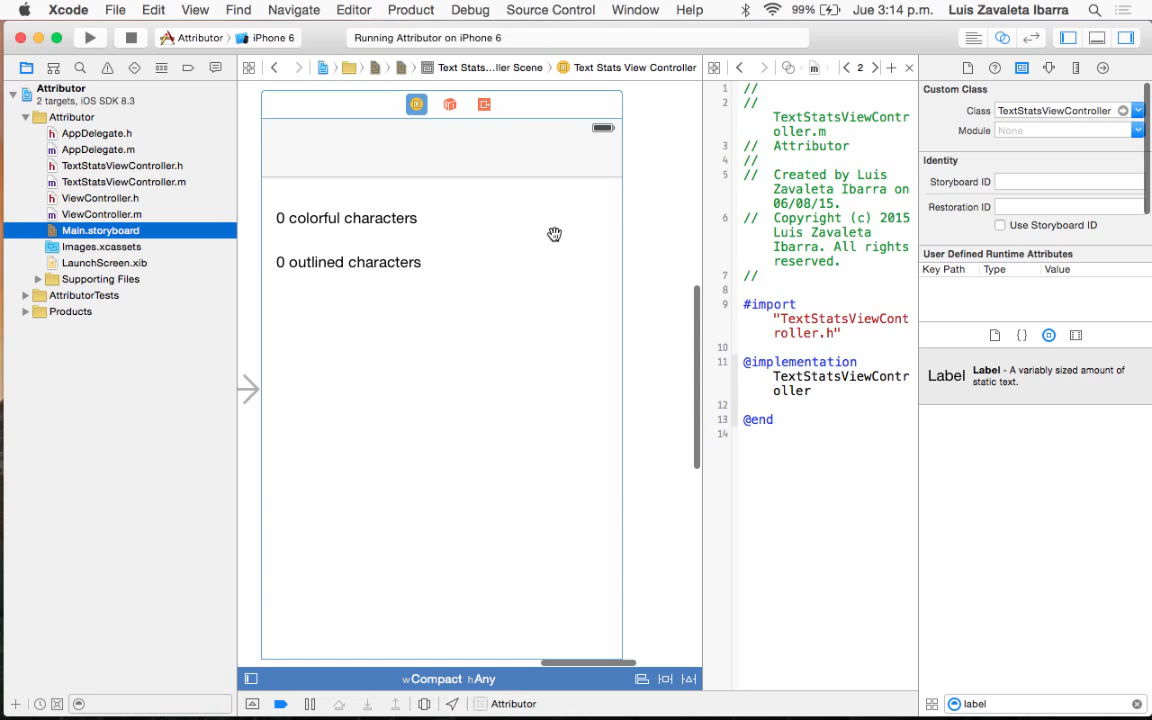 Xcode File Edit View Find Navigate Editor Product Debug Source Control Window Help 99% Jue 3:14 p.m. Luis Zavaleta Ibarra
Attributor iPhone 6 Running Attributor on iPhone 6
Text Stats...ller Scene Text Stats View Controller
2
Attributor
2 targets, iOS SDK 8.3
Attributor
AppDelegate.h
AppDelegate.m
TextStatsViewController.h
TextStatsViewController.m
ViewController.h
ViewController.m
Main.storyboard
Images.xcassets
LaunchScreen.xib
Supporting Files
AttributorTests
Products
0 colorful characters
0 outlined characters
wCompact hAny
Attributor
1 //
2 //
TextStatsViewContr
oller.m
3 // Attributor
4 //
5 // Created by Luis
Zavaleta Ibarra on
06/08/15.
6 // Copyright (c) 2015
Luis Zavaleta
Ibarra. All rights
reserved.
7 //
8
9 #import
"TextStatsViewCont
roller.h"
10
11 @implementation
TextStatsViewContr
oller
12
13 @end
14
Custom Class
Class TextStatsViewController
Module None
Identity
Storyboard ID
Restoration ID
Use Storyboard ID
User Defined Runtime Attributes
Key Path Type Value
{}
Label Label - A variably sized amount of
static text.
label